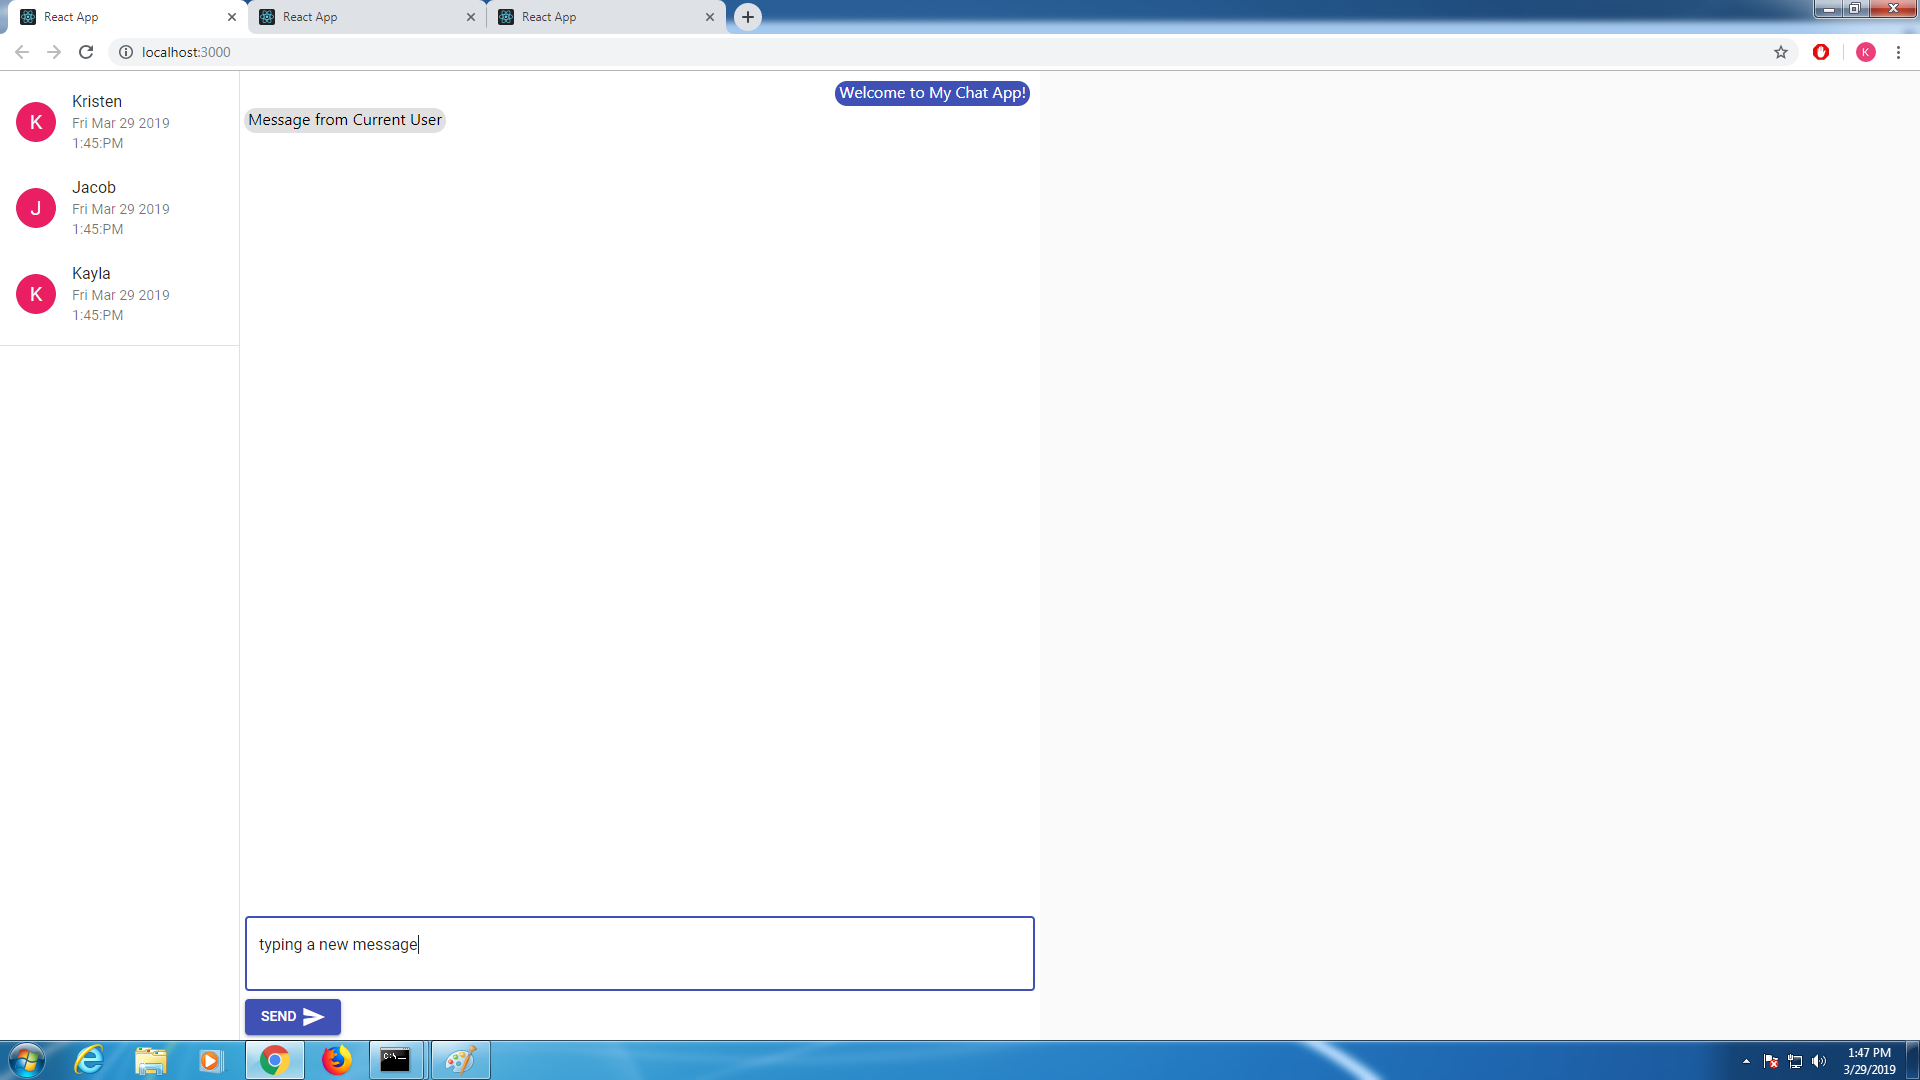 React App
React App
React App
localhost:3000
K
Kristen
Fri Mar 29 2019
1:45:PM
K
Jacob
Fri Mar 29 2019
1:45:PM
J
Kayla
Fri Mar 29 2019
1:45:PM
K
Welcome to My Chat App!
Message from Current User
typing a new message
SEND
C:\_
1:47 PM
3/29/2019